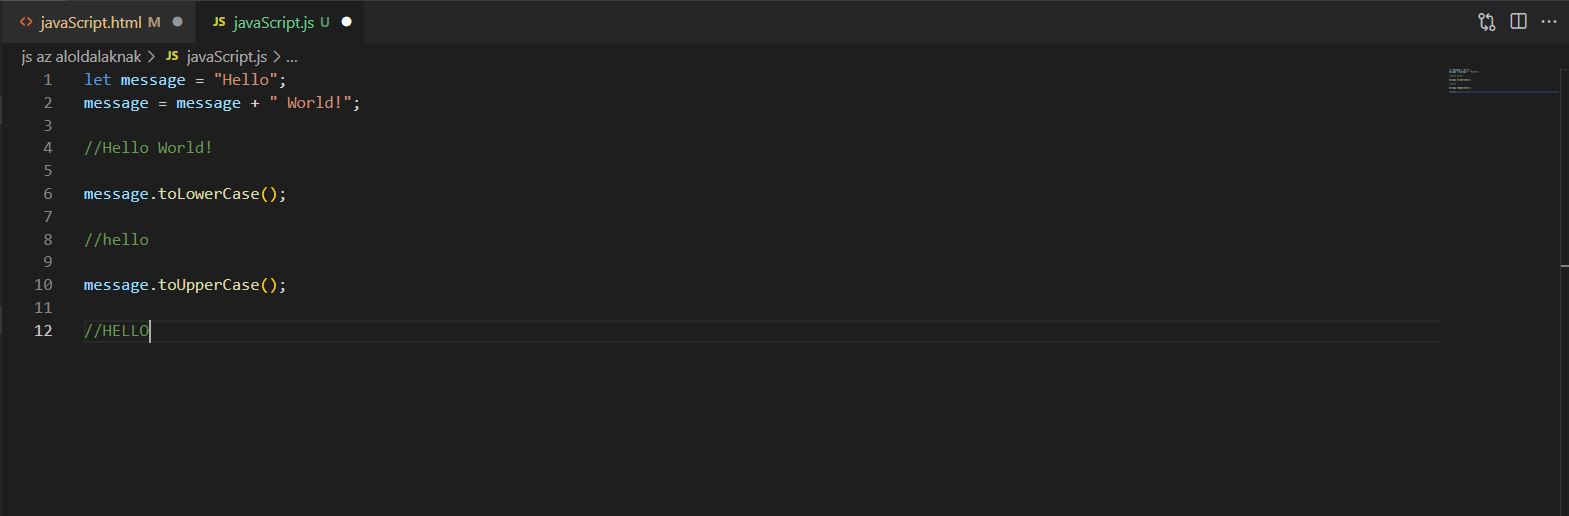 javaScript.html M
JS javaScript.js U
js az aloldalaknak > JS javaScript.js > ...
1 let message = "Hello";
2 message = message + " World!";
3
4 //Hello World!
5
6 message.toLowerCase();
7
8 //hello
9
10 message.toUpperCase();
11
12 //HELLO